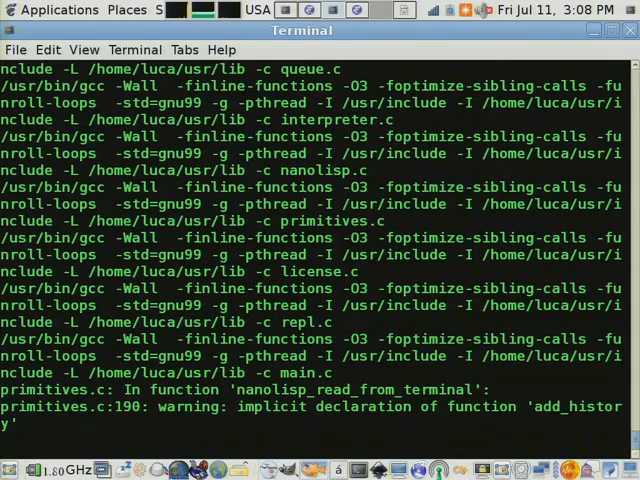 Applications Places S USA Fri Jul 11, 3:08 PM
Terminal
File Edit View Terminal Tabs Help
nclude -L /home/luca/usr/lib -c queue.c
/usr/bin/gcc -Wall -finline-functions -O3 -foptimize-sibling-calls -fu
nroll-loops -std=gnu99 -g -pthread -I /usr/include -I /home/luca/usr/i
nclude -L /home/luca/usr/lib -c interpreter.c
/usr/bin/gcc -Wall -finline-functions -O3 -foptimize-sibling-calls -fu
nroll-loops -std=gnu99 -g -pthread -I /usr/include -I /home/luca/usr/i
nclude -L /home/luca/usr/lib -c nanolisp.c
/usr/bin/gcc -Wall -finline-functions -O3 -foptimize-sibling-calls -fu
nroll-loops -std=gnu99 -g -pthread -I /usr/include -I /home/luca/usr/i
nclude -L /home/luca/usr/lib -c primitives.c
/usr/bin/gcc -Wall -finline-functions -O3 -foptimize-sibling-calls -fu
nroll-loops -std=gnu99 -g -pthread -I /usr/include -I /home/luca/usr/i
nclude -L /home/luca/usr/lib -c license.c
/usr/bin/gcc -Wall -finline-functions -O3 -foptimize-sibling-calls -fu
nroll-loops -std=gnu99 -g -pthread -I /usr/include -I /home/luca/usr/i
nclude -L /home/luca/usr/lib -c repl.c
/usr/bin/gcc -Wall -finline-functions -O3 -foptimize-sibling-calls -fu
nroll-loops -std=gnu99 -g -pthread -I /usr/include -I /home/luca/usr/i
nclude -L /home/luca/usr/lib -c main.c
primitives.c: In function 'nanolisp_read_from_terminal':
primitives.c:190: warning: implicit declaration of function 'add_histor
y'
1.80GHz á